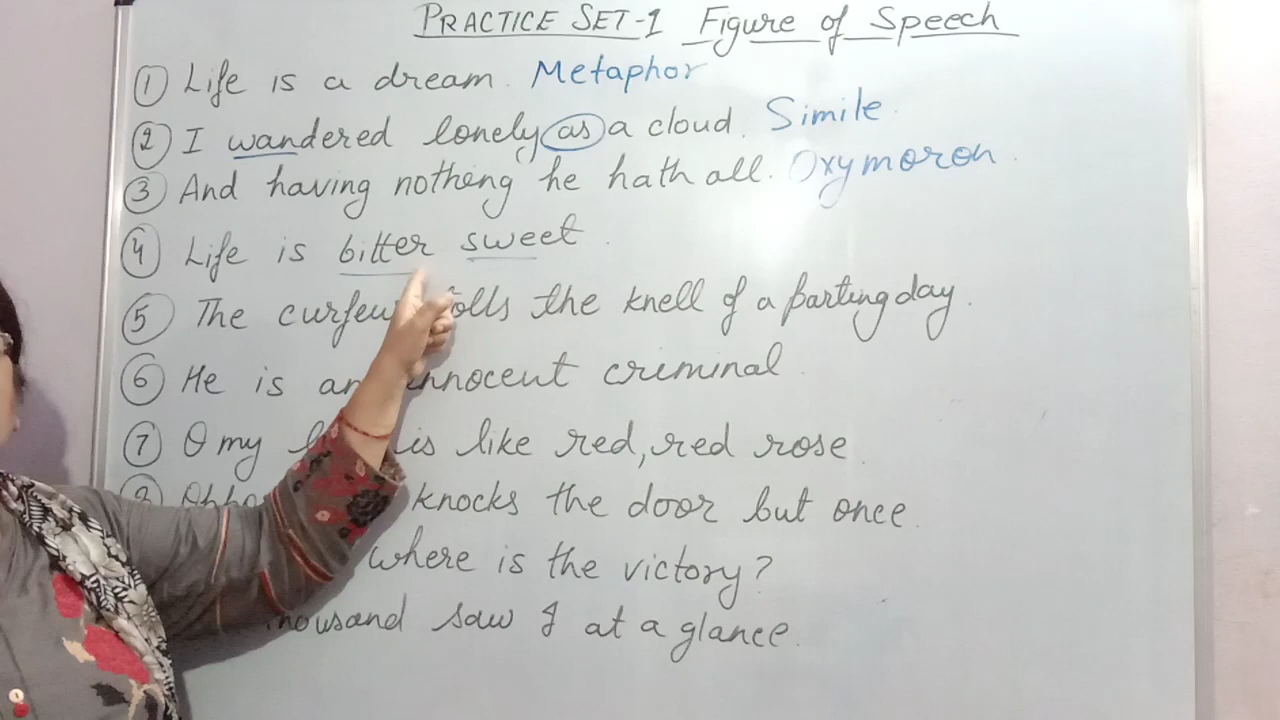 PRACTICE SET-1 Figure of Speech
① Life is a dream. Metaphor
② I wandered lonely as a cloud. Simile.
③ And having nothing he hath all. Oxymoron.
④ Life is bitter sweet.
⑤ The curfew tolls the knell of a parting day.
⑥ He is an innocent criminal
⑦ O my is like red, red rose.
knocks the door but once.
where is the victory?
thousand saw I at a glance.